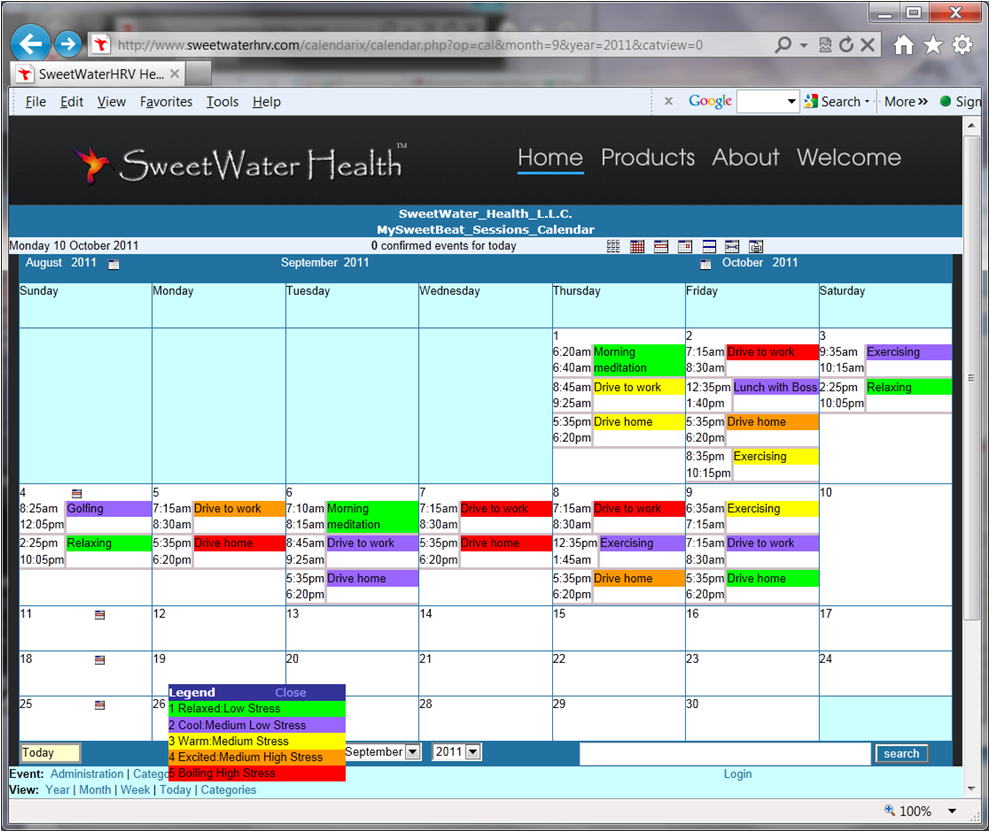 http://www.sweetwaterhrv.com/calendarix/calendar.php?op=cal&month=9&year=2011&catview=0
SweetWaterHRV He...
File Edit View Favorites Tools Help
x Google Search More » Sign
SweetWater Health™
Home Products About Welcome
SweetWater_Health_L.L.C.
MySweetBeat_Sessions_Calendar
Monday 10 October 2011 0 confirmed events for today
August 2011 September 2011 October 2011
Sunday Monday Tuesday Wednesday Thursday Friday Saturday
1 2 3
6:20am Morning 7:15am Drive to work 9:35am Exercising
6:40am meditation 8:30am 10:15am
8:45am Drive to work 12:35pm Lunch with Boss 2:25pm Relaxing
9:25am 1:40pm 10:05pm
5:35pm Drive home 5:35pm Drive home
6:20pm 6:20pm
8:35pm Exercising
10:15pm
4 5 6 7 8 9 10
8:25am Golfing 7:15am Drive to work 7:10am Morning 7:15am Drive to work 7:15am Drive to work 6:35am Exercising
12:05pm 8:30am 8:15am meditation 8:30am 8:30am 7:15am
2:25pm Relaxing 5:35pm Drive home 8:45am Drive to work 5:35pm Drive home 12:35pm Exercising 7:15am Drive to work
10:05pm 6:20pm 9:25am 6:20pm 1:45am 8:30am
5:35pm Drive home 5:35pm Drive home 5:35pm Drive home
6:20pm 6:20pm 6:20pm
11 12 13 14 15 16 17
18 19 20 21 22 23 24
25 26 28 29 30
Legend Close
1 Relaxed:Low Stress
2 Cool:Medium Low Stress
3 Warm:Medium Stress
4 Excited:Medium High Stress
5 Boiling:High Stress
Today September 2011 search
Event: Administration | Catego Login
View: Year | Month | Week | Today | Categories
100%